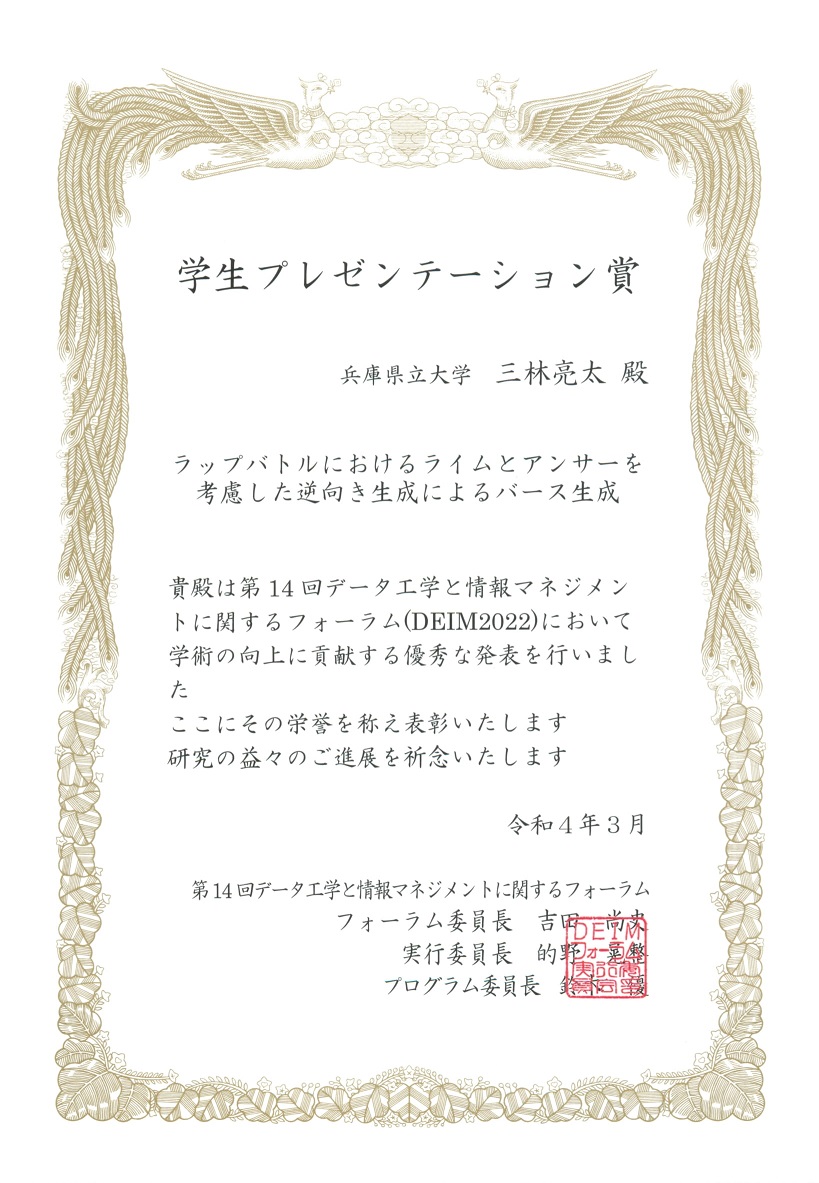 学生プレゼンテーション賞
兵庫県立大学 三林亮太 殿
ラップバトルにおけるライムとアンサーを
考慮した逆向き生成によるバース生成
貴殿は第14回データ工学と情報マネジメン
トに関するフォーラム(DEIM2022)において
学術の向上に貢献する優秀な発表を行いまし
た
ここにその栄誉を称え表彰いたします
研究の益々のご進展を祈念いたします
令和4年3月
第14回データ工学と情報マネジメントに関するフォーラム
フォーラム委員長 吉田 尚史
実行委員長 的野 晃整
プログラム委員長 鈴木 優
DEIM
フォーラム